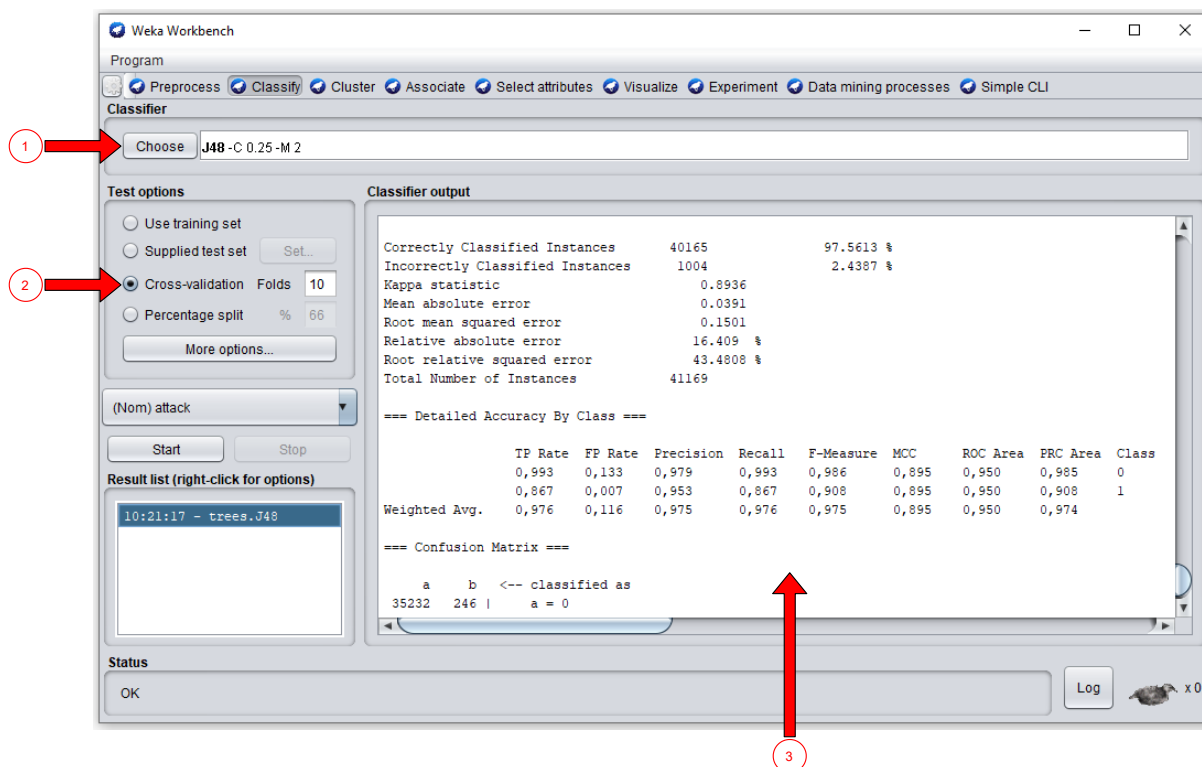 Weka Workbench
Program
Preprocess Classify Cluster Associate Select attributes Visualize Experiment Data mining processes Simple CLI
Classifier
1
Choose J48 -C 0.25 -M 2
Test options
Use training set
Supplied test set Set...
2
Cross-validation Folds 10
Percentage split % 66
More options...
(Nom) attack
Start Stop
Result list (right-click for options)
10:21:17 - trees.J48
Classifier output
Correctly Classified Instances 40165 97.5613 %
Incorrectly Classified Instances 1004 2.4387 %
Kappa statistic 0.8936
Mean absolute error 0.0391
Root mean squared error 0.1501
Relative absolute error 16.409 %
Root relative squared error 43.4808 %
Total Number of Instances 41169
=== Detailed Accuracy By Class ===
TP Rate FP Rate Precision Recall F-Measure MCC ROC Area PRC Area Class
0,993 0,133 0,979 0,993 0,986 0,895 0,950 0,985 0
0,867 0,007 0,953 0,867 0,908 0,895 0,950 0,908 1
Weighted Avg. 0,976 0,116 0,975 0,976 0,975 0,895 0,950 0,974
=== Confusion Matrix ===
a b <-- classified as
35232 246 | a = 0
Status
OK
Log
x 0
3